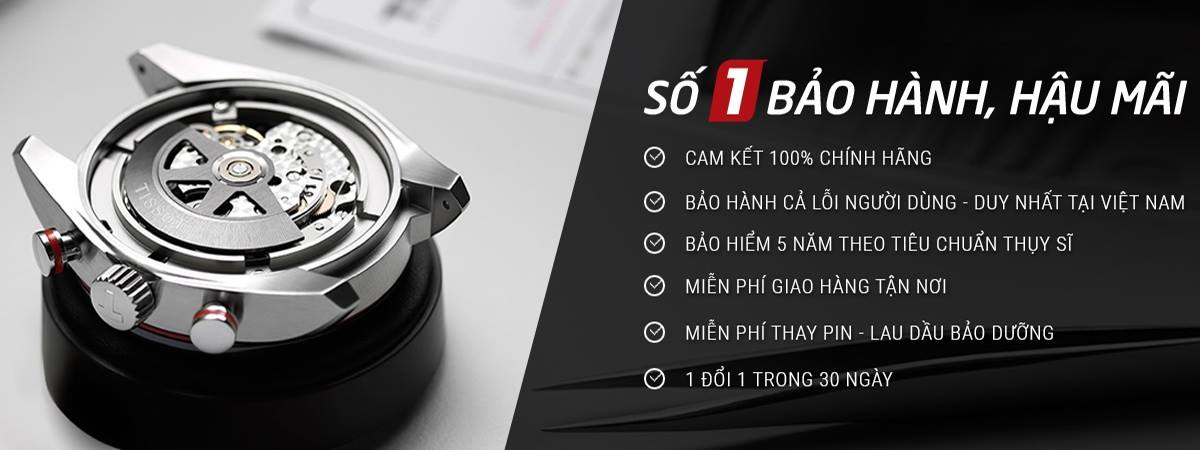 TISSOT
SỐ 1 BẢO HÀNH, HẬU MÃI
CAM KẾT 100% CHÍNH HÃNG
BẢO HÀNH CẢ LỖI NGƯỜI DÙNG - DUY NHẤT TẠI VIỆT NAM
BẢO HIỂM 5 NĂM THEO TIÊU CHUẨN THỤY SĨ
MIỄN PHÍ GIAO HÀNG TẬN NƠI
MIỄN PHÍ THAY PIN - LAU DẦU BẢO DƯỠNG
1 ĐỔI 1 TRONG 30 NGÀY